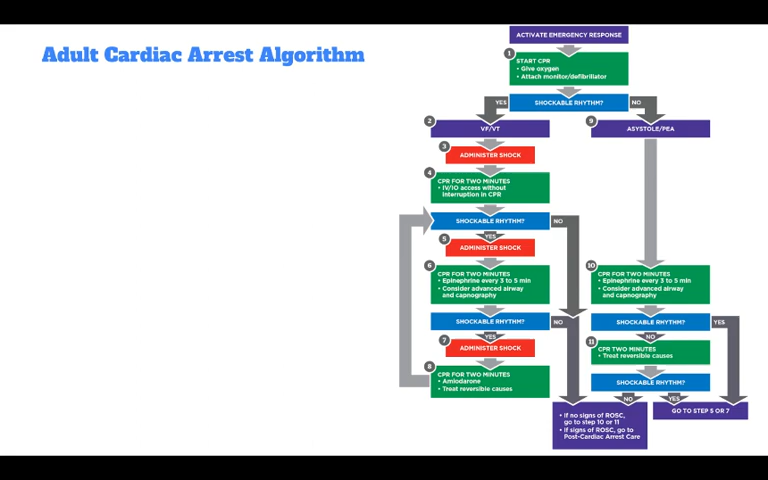 Adult Cardiac Arrest Algorithm
ACTIVATE EMERGENCY RESPONSE
1
START CPR
• Give oxygen
• Attach monitor/defibrillator
SHOCKABLE RHYTHM?
YES
NO
2
VF/VT
3
ADMINISTER SHOCK
4
CPR FOR TWO MINUTES
• IV/IO access without
interruption in CPR
SHOCKABLE RHYTHM?
NO
YES
5
ADMINISTER SHOCK
6
CPR FOR TWO MINUTES
• Epinephrine every 3 to 5 min
• Consider advanced airway
and capnography
SHOCKABLE RHYTHM?
NO
YES
7
ADMINISTER SHOCK
8
CPR FOR TWO MINUTES
• Amiodarone
• Treat reversible causes
9
ASYSTOLE/PEA
10
CPR FOR TWO MINUTES
• Epinephrine every 3 to 5 min
• Consider advanced airway
and capnography
SHOCKABLE RHYTHM?
YES
NO
11
CPR TWO MINUTES
• Treat reversible causes
SHOCKABLE RHYTHM?
NO
YES
• If no signs of ROSC,
go to step 10 or 11
• If signs of ROSC, go to
Post-Cardiac Arrest Care
GO TO STEP 5 OR 7